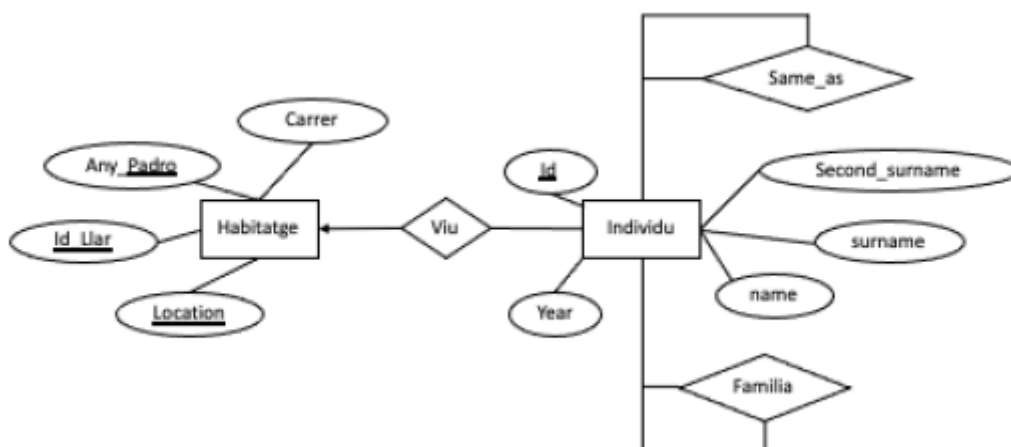 Same_as
Carrer
Any_Padro
Id
Second_surname
Id_Llar
Habitatge
Viu
Individu
surname
Location
Year
name
Familia